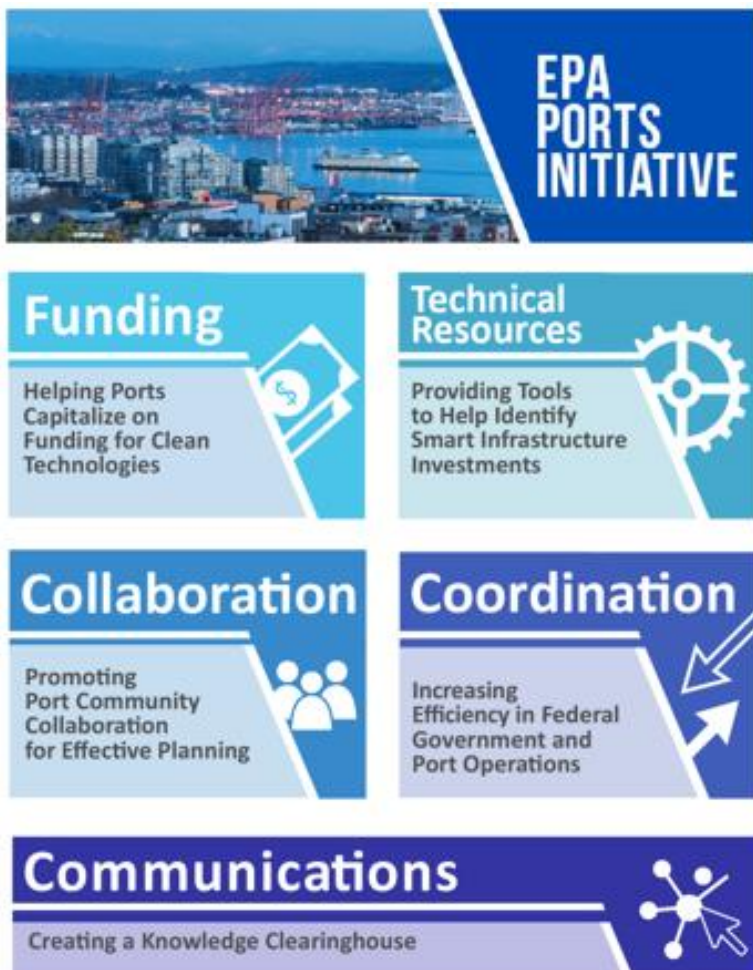 EPA
PORTS
INITIATIVE
Funding
Helping Ports
Capitalize on
Funding for Clean
Technologies
Technical
Resources
Providing Tools
to Help Identify
Smart Infrastructure
Investments
Collaboration
Promoting
Port Community
Collaboration
for Effective Planning
Coordination
Increasing
Efficiency in Federal
Government and
Port Operations
Communications
Creating a Knowledge Clearinghouse